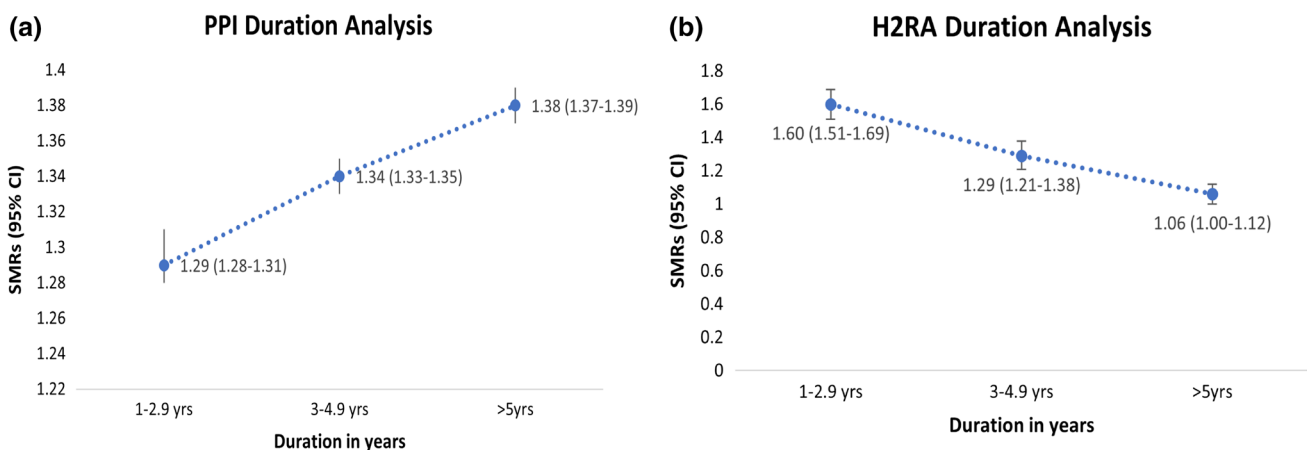 (a)
PPI Duration Analysis
SMRs (95% CI)
1.4
1.38
1.36
1.34
1.32
1.3
1.28
1.26
1.24
1.22
1.29 (1.28-1.31)
1.34 (1.33-1.35)
1.38 (1.37-1.39)
1-2.9 yrs
3-4.9 yrs
>5yrs
Duration in years
(b)
H2RA Duration Analysis
SMRs (95% CI)
1.8
1.6
1.4
1.2
1
0.8
0.6
0.4
0.2
0
1.60 (1.51-1.69)
1.29 (1.21-1.38)
1.06 (1.00-1.12)
1-2.9 yrs
3-4.9 yrs
>5yrs
Duration in years